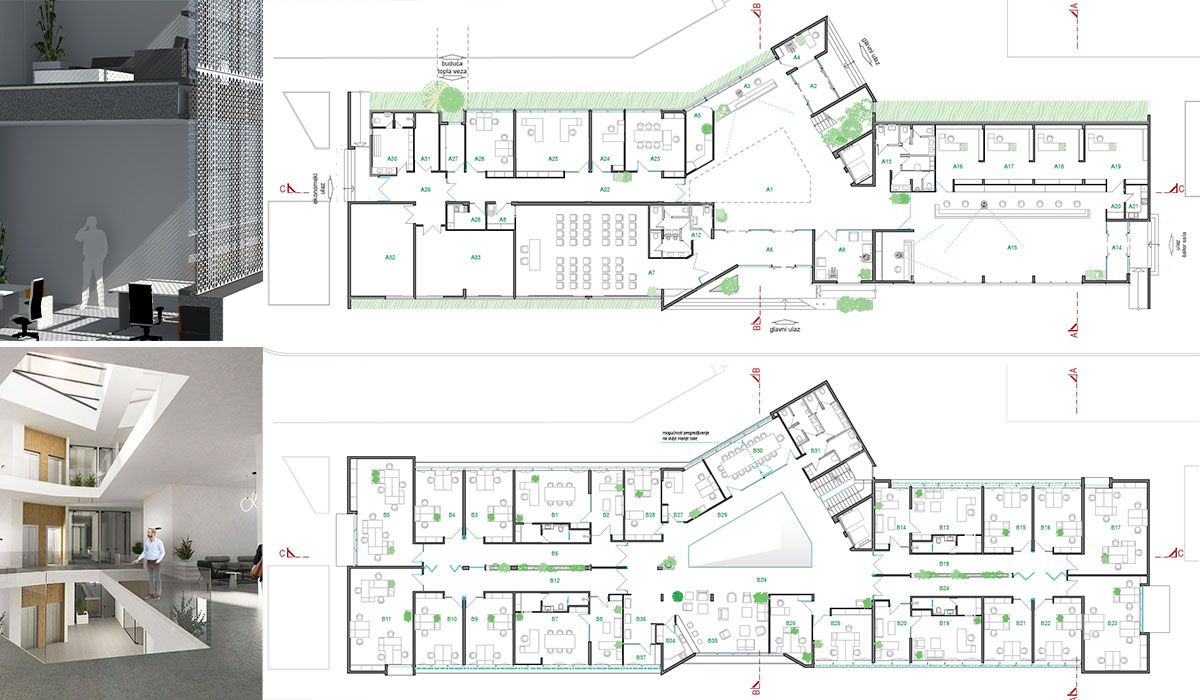 B
A
buduća
topla veza
glavni ulaz
A4
A3
A2
A5
A30
A31
A27
A26
A25
A24
A23
A13
A16
A17
A18
A19
C
ekonomski
ulaz
A29
A22
A1
C
A28
A8
A20
A21
A12
A32
A33
A7
A6
A9
A15
A14
ulaz
šalter sala
B
glavni ulaz
A
B
A
mogućnost pregrađivanja
na dvije manje sale
B30
B31
B5
B4
B3
B1
B2
B28
B27
B29
B14
B13
B15
B16
B17
C
B6
C
B12
B29
B18
B24
B11
B10
B9
B7
B8
B36
B37
B34
B35
B26
B25
B20
B19
B21
B22
B23
B
A